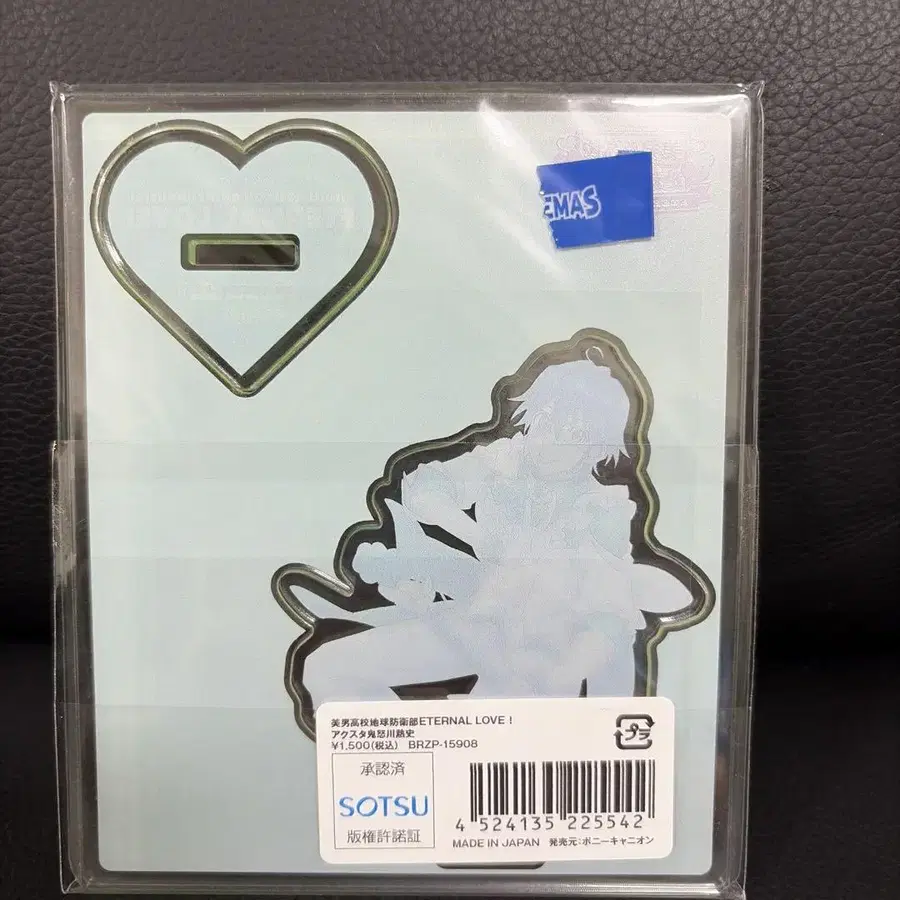 EMAS
美男高校地球防衛部ETERNAL LOVE！
アクスタ鬼怒川熱史
¥1,500(税込) BRZP-15908
プラ
承認済
SOTSU
版権許諾証
4 524135 225542
MADE IN JAPAN 発売元:ポニーキャニオン